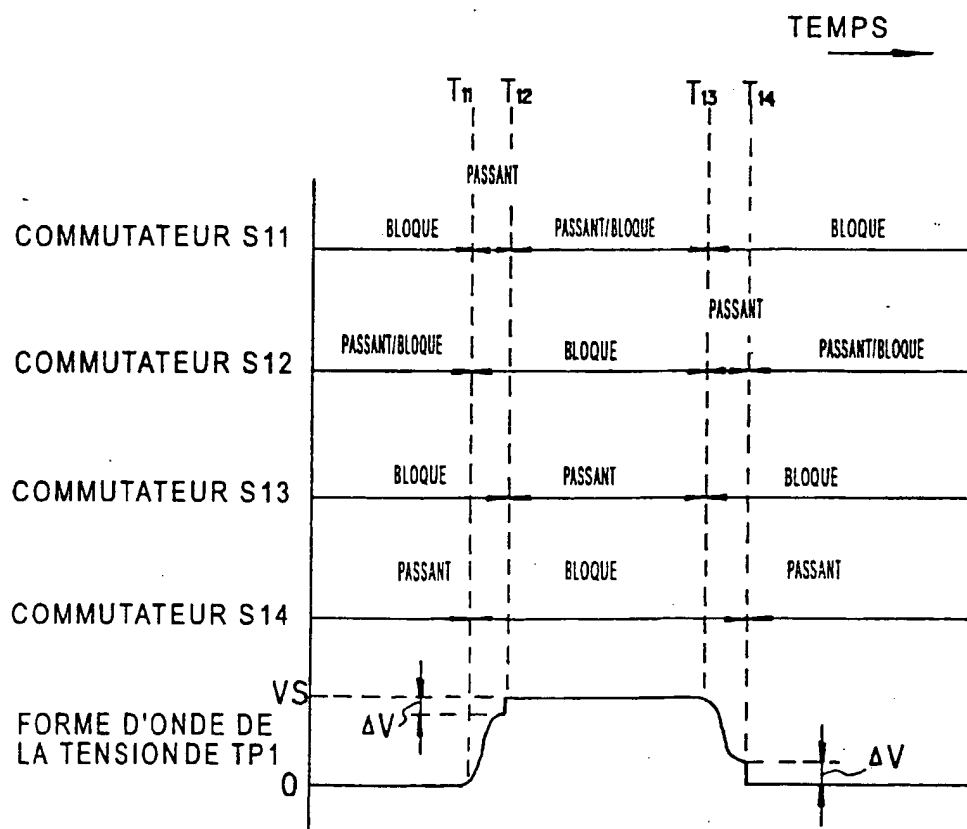 TEMPS
T11 T12 T13 T14
PASSANT
COMMUTATEUR S11 BLOQUE PASSANT/BLOQUE BLOQUE
PASSANT
COMMUTATEUR S12 PASSANT/BLOQUE BLOQUE PASSANT/BLOQUE
COMMUTATEUR S13 BLOQUE PASSANT BLOQUE
COMMUTATEUR S14 PASSANT BLOQUE PASSANT
VS
ΔV
FORME D'ONDE DE
LA TENSIONDE TP1
ΔV
0